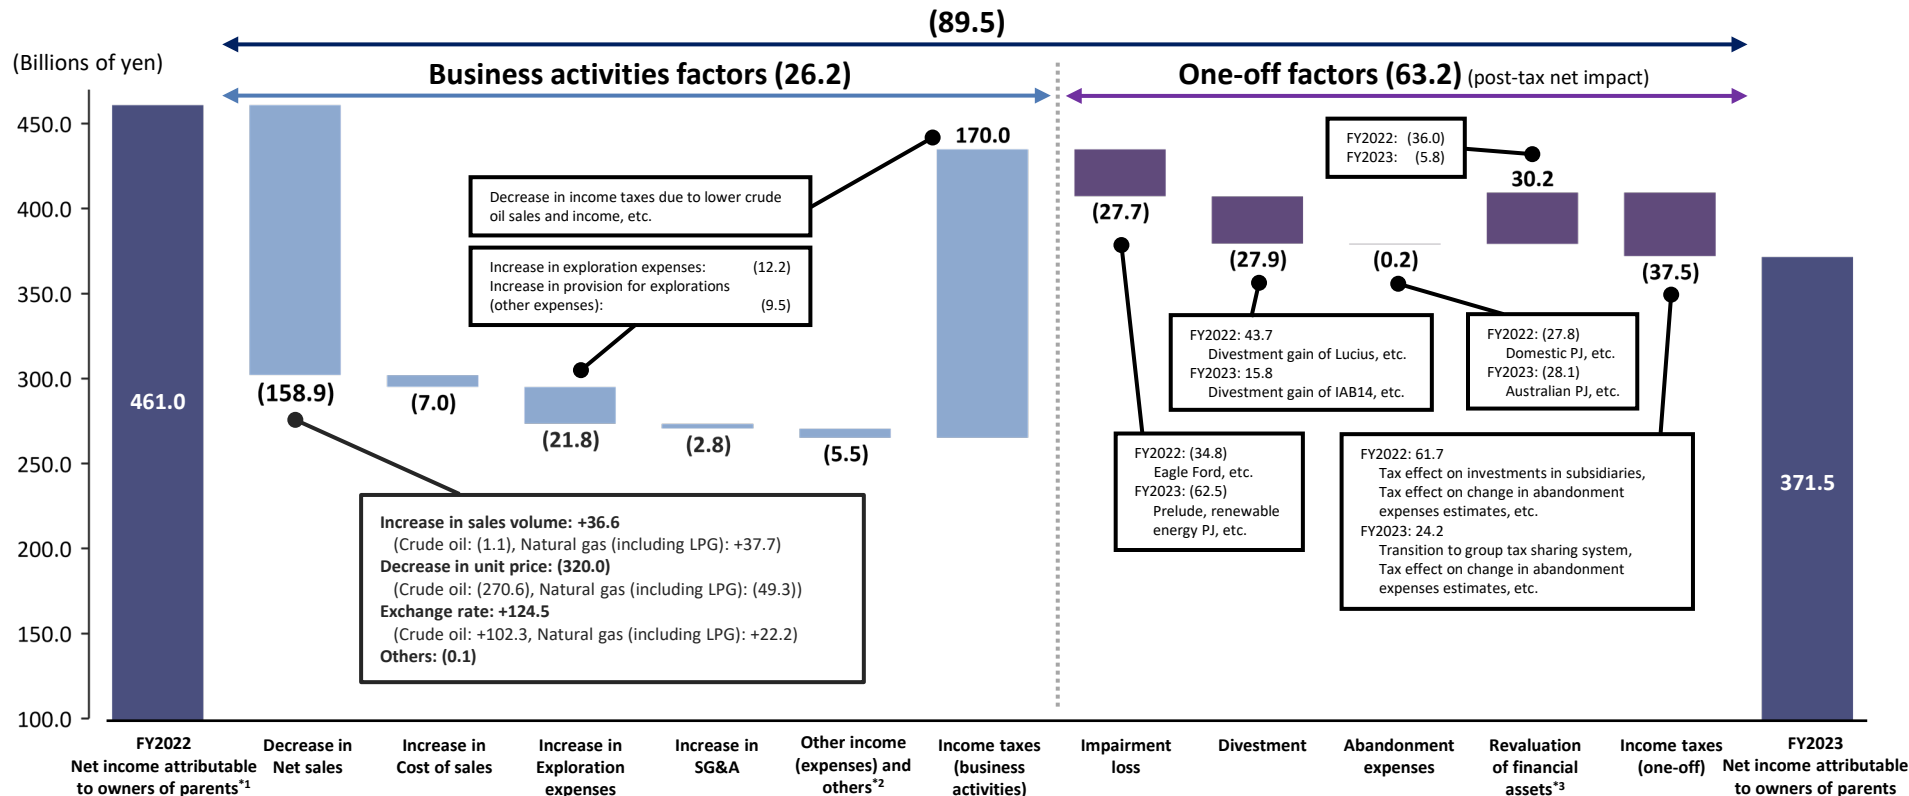 (89.5)
(Billions of yen)
Business activities factors (26.2)
One-off factors (63.2) (post-tax net impact)
450.0
400.0
350.0
300.0
250.0
200.0
150.0
100.0
461.0
(158.9)
(7.0)
(21.8)
(2.8)
(5.5)
170.0
(27.7)
(27.9)
(0.2)
30.2
(37.5)
371.5
Decrease in income taxes due to lower crude
oil sales and income, etc.
Increase in exploration expenses: (12.2)
Increase in provision for explorations
(other expenses): (9.5)
Increase in sales volume: +36.6
(Crude oil: (1.1), Natural gas (including LPG): +37.7)
Decrease in unit price: (320.0)
(Crude oil: (270.6), Natural gas (including LPG): (49.3))
Exchange rate: +124.5
(Crude oil: +102.3, Natural gas (including LPG): +22.2)
Others: (0.1)
FY2022: (36.0)
FY2023: (5.8)
FY2022: 43.7
Divestment gain of Lucius, etc.
FY2023: 15.8
Divestment gain of IAB14, etc.
FY2022: (27.8)
Domestic PJ, etc.
FY2023: (28.1)
Australian PJ, etc.
FY2022: (34.8)
Eagle Ford, etc.
FY2023: (62.5)
Prelude, renewable
energy PJ, etc.
FY2022: 61.7
Tax effect on investments in subsidiaries,
Tax effect on change in abandonment
expenses estimates, etc.
FY2023: 24.2
Transition to group tax sharing system,
Tax effect on change in abandonment
expenses estimates, etc.
FY2022
Net income attributable
to owners of parents*1
Decrease in
Net sales
Increase in
Cost of sales
Increase in
Exploration
expenses
Increase in
SG&A
Other income
(expenses) and
others*2
Income taxes
(business
activities)
Impairment
loss
Divestment
Abandonment
expenses
Revaluation
of financial
assets*3
Income taxes
(one-off)
FY2023
Net income attributable
to owners of parents